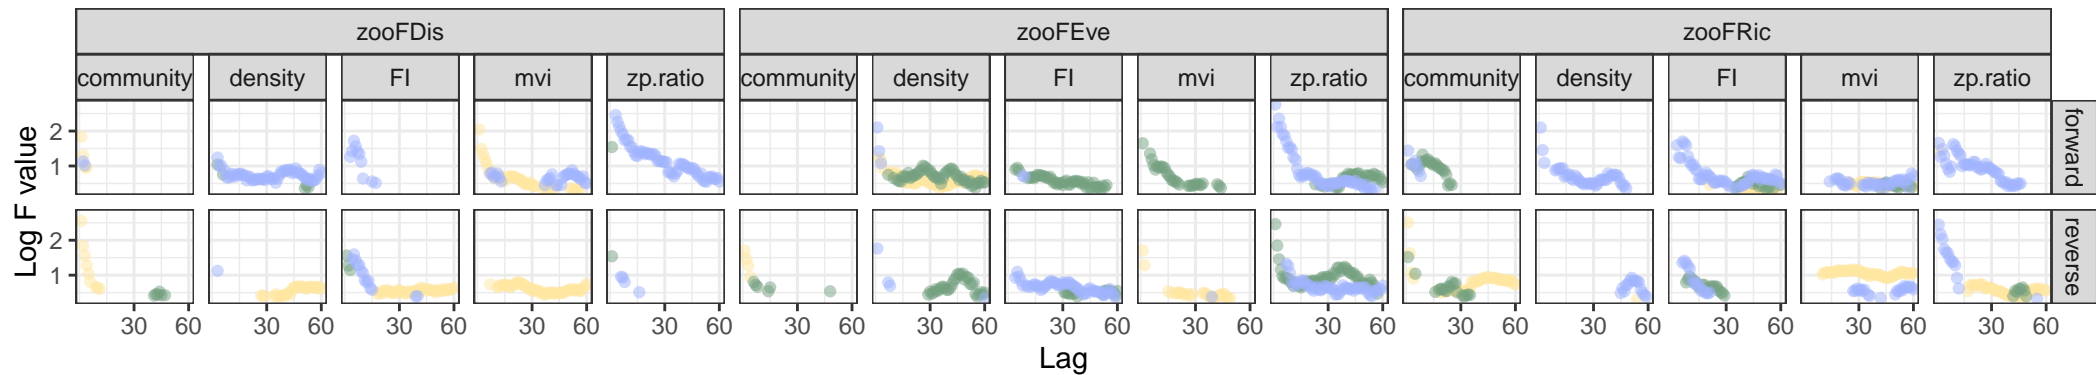 zooFDis zooFEve zooFRic
community density FI mvi zp.ratio community density FI mvi zp.ratio community density FI mvi zp.ratio
2
1
forward
2
1
reverse
Log F value
30 60 30 60 30 60 30 60 30 60 30 60 30 60 30 60 30 60 30 60 30 60 30 60 30 60 30 60 30 60
Lag